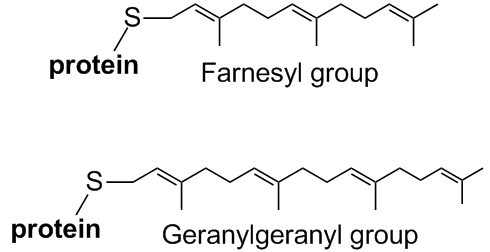 S
protein
Farnesyl group
S
protein
Geranylgeranyl group